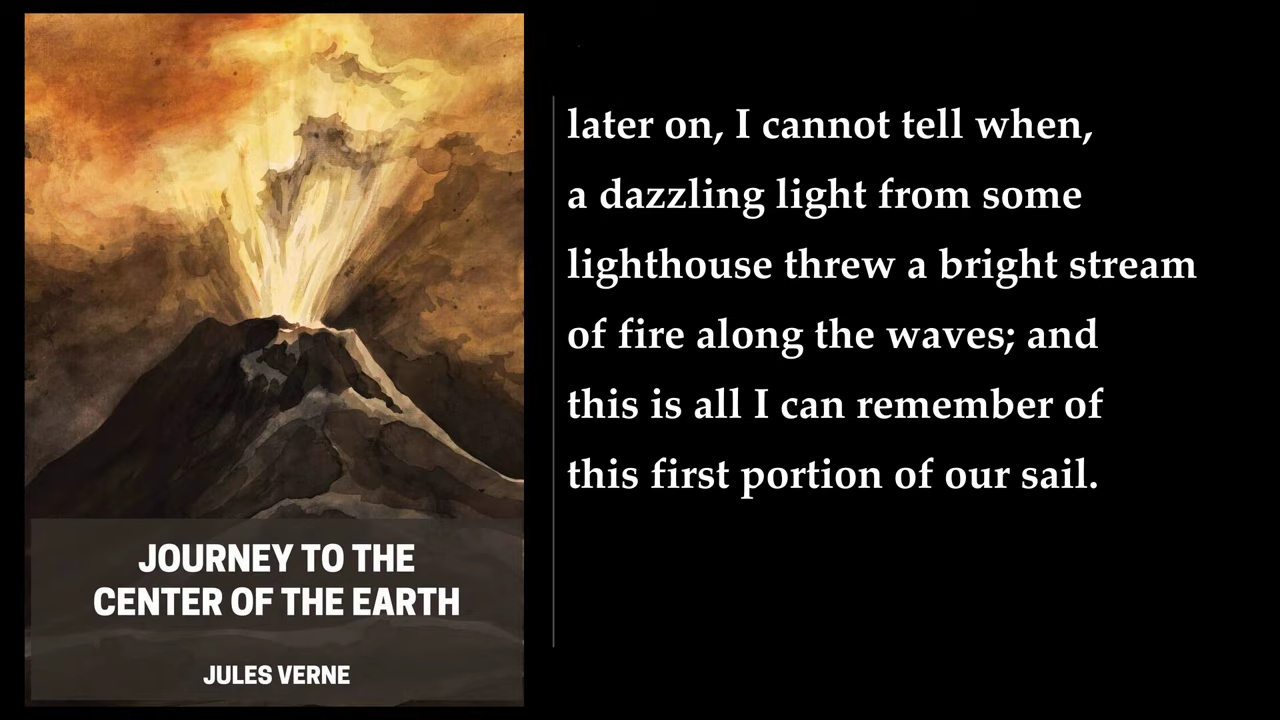 later on, I cannot tell when,
a dazzling light from some
lighthouse threw a bright stream
of fire along the waves; and
this is all I can remember of
this first portion of our sail.
JOURNEY TO THE
CENTER OF THE EARTH
JULES VERNE